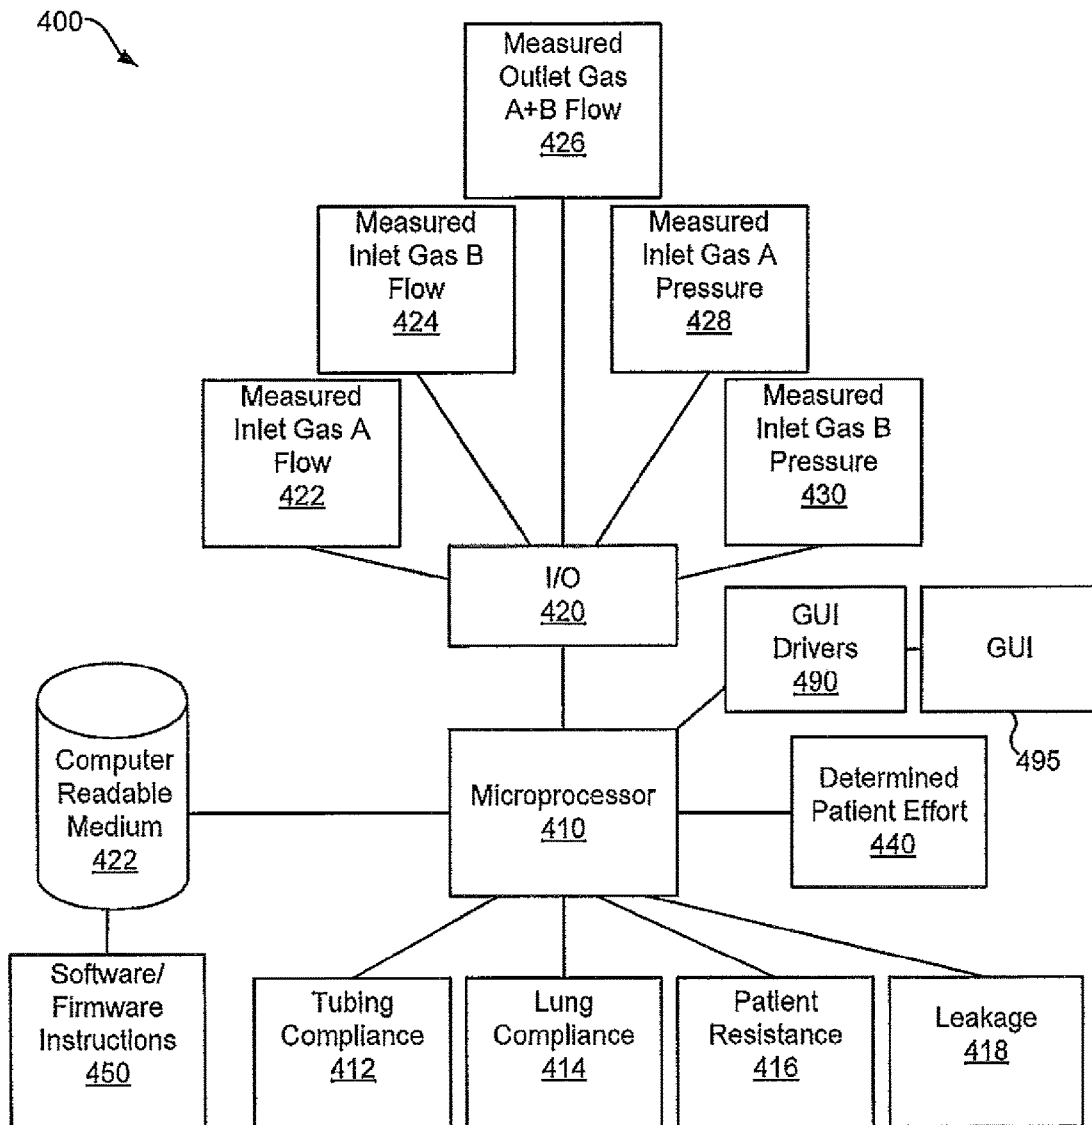 400
Measured
Outlet Gas
A+B Flow
426
Measured
Inlet Gas B
Flow
424
Measured
Inlet Gas A
Pressure
428
Measured
Inlet Gas A
Flow
422
Measured
Inlet Gas B
Pressure
430
I/O
420
GUI
Drivers
490
GUI
495
Computer
Readable
Medium
422
Microprocessor
410
Determined
Patient Effort
440
Software/
Firmware
Instructions
450
Tubing
Compliance
412
Lung
Compliance
414
Patient
Resistance
416
Leakage
418